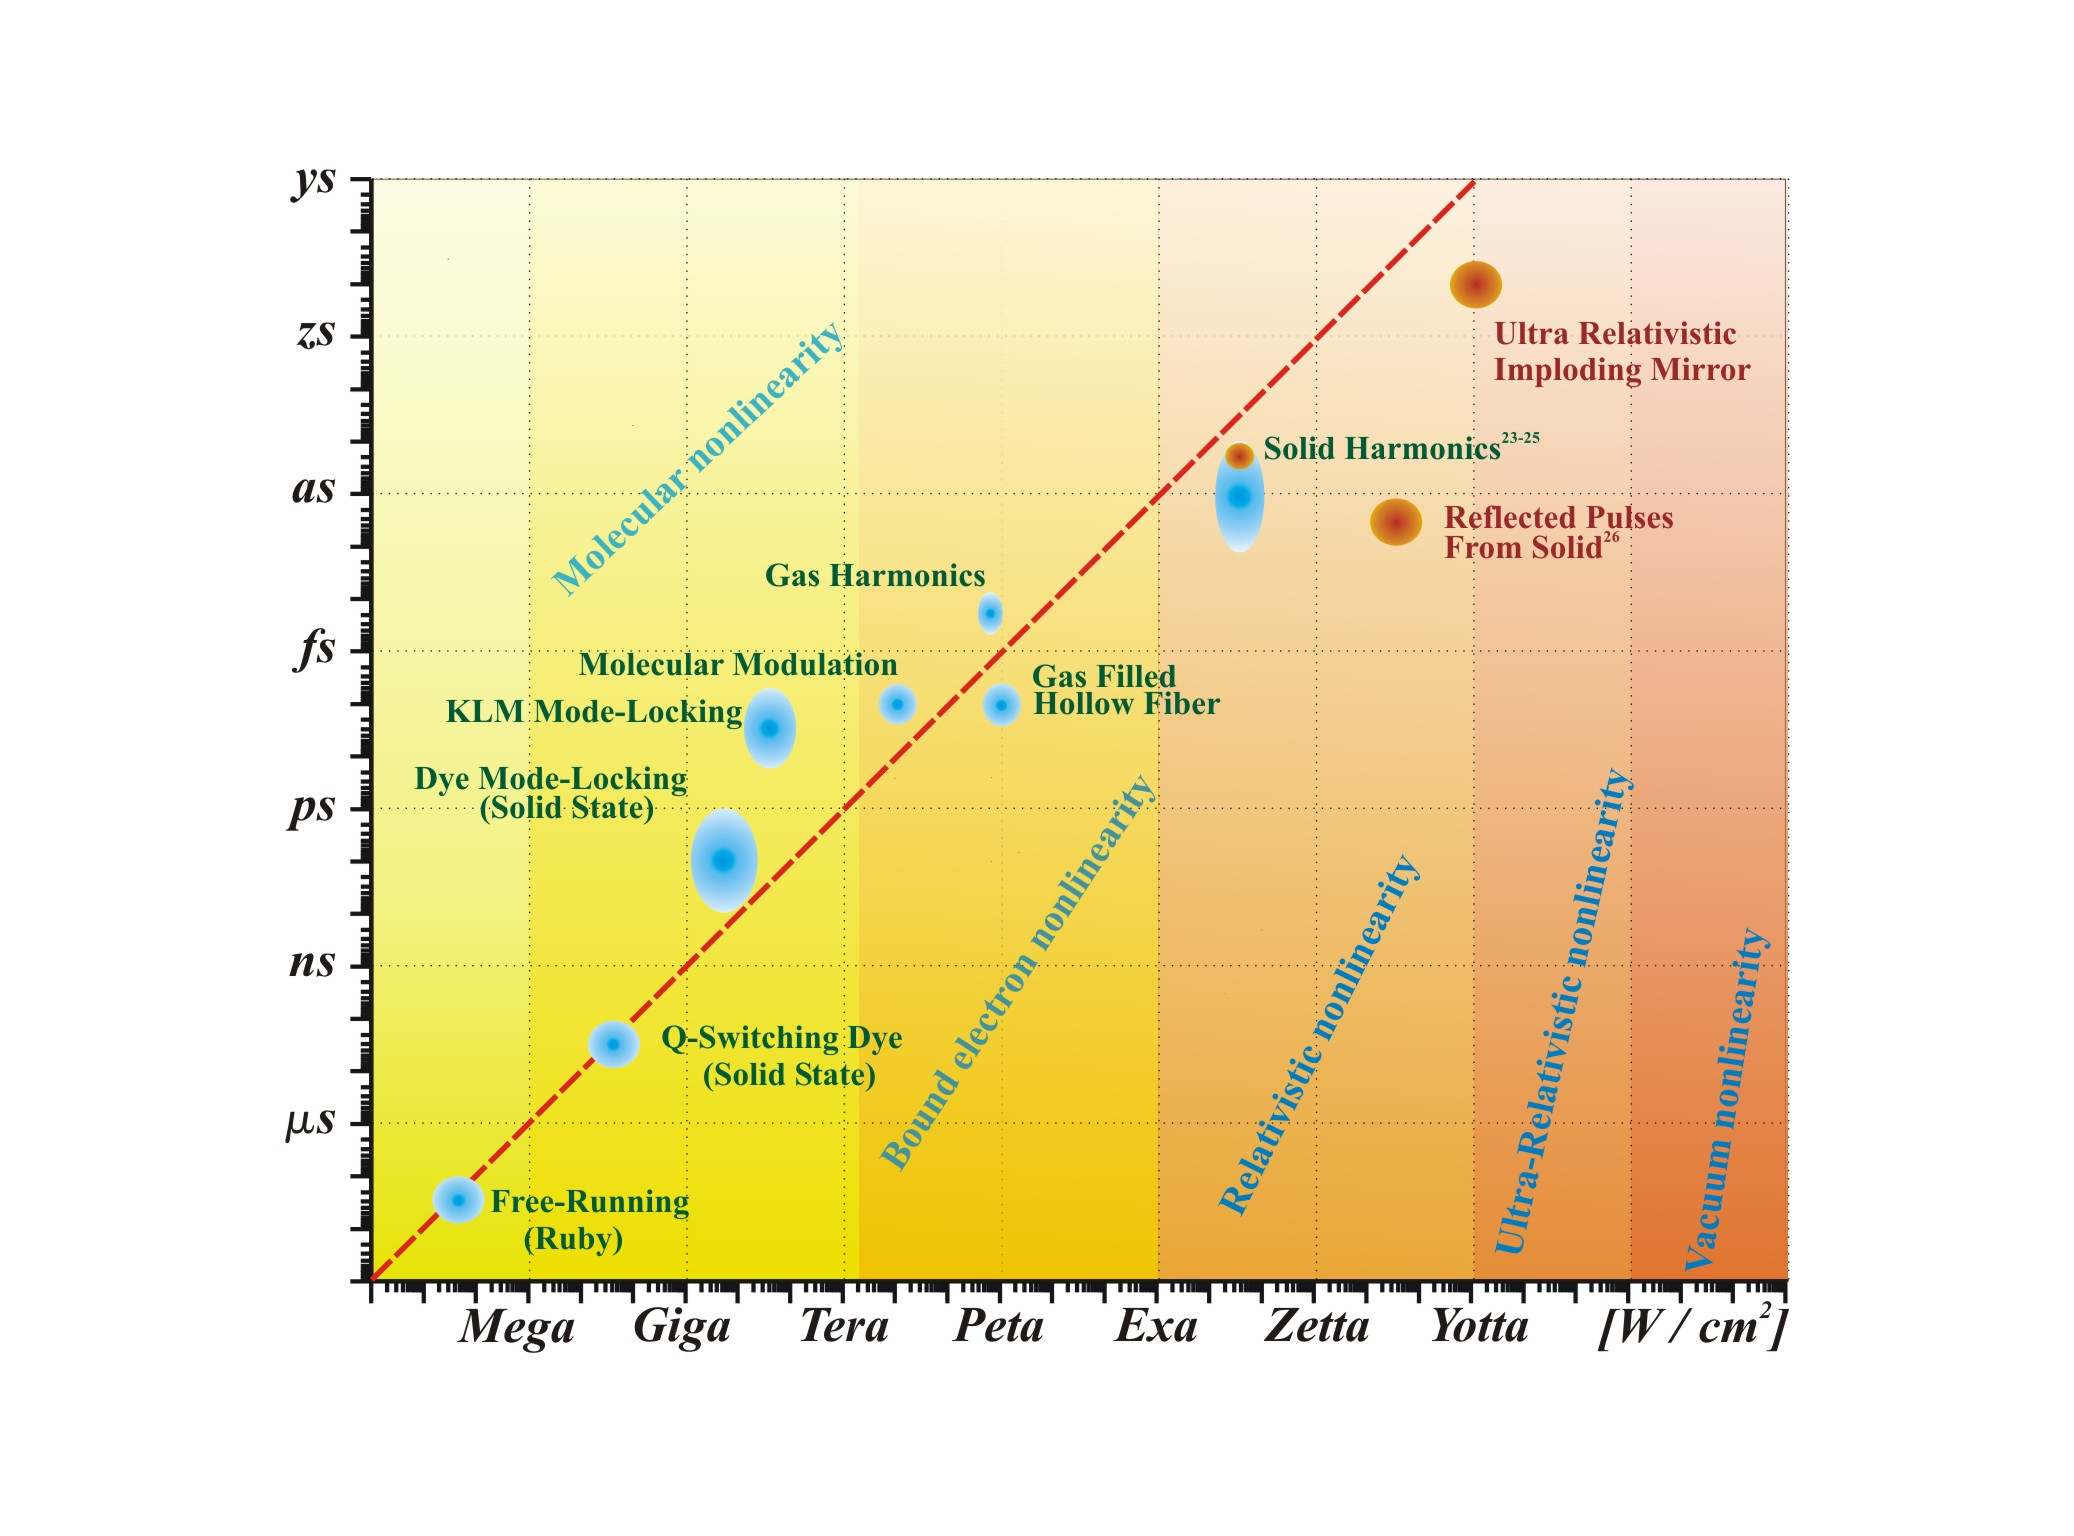 ys
zs
as
fs
ps
ns
μs
Molecular nonlinearity
Ultra Relativistic
Imploding Mirror
Solid Harmonics23-25
Reflected Pulses
From Solid26
Gas Harmonics
Molecular Modulation
Gas Filled
Hollow Fiber
KLM Mode-Locking
Dye Mode-Locking
(Solid State)
Q-Switching Dye
(Solid State)
Free-Running
(Ruby)
Bound electron nonlinearity
Relativistic nonlinearity
Ultra-Relativistic nonlinearity
Vacuum nonlinearity
Mega Giga Tera Peta Exa Zetta Yotta [W / cm2]